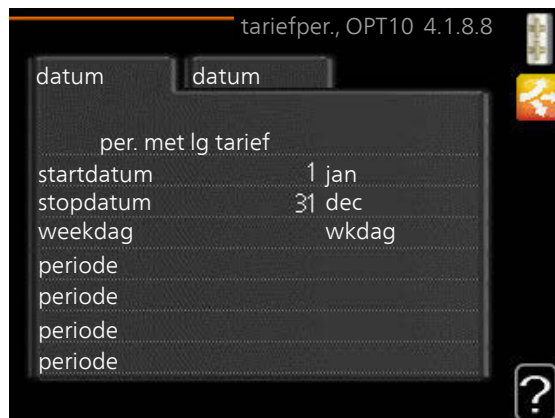 tariefper., OPT10 4.1.8.8
datum datum
per. met lg tarief
startdatum 1 jan
stopdatum 31 dec
weekdag wkdag
periode
periode
periode
periode
?